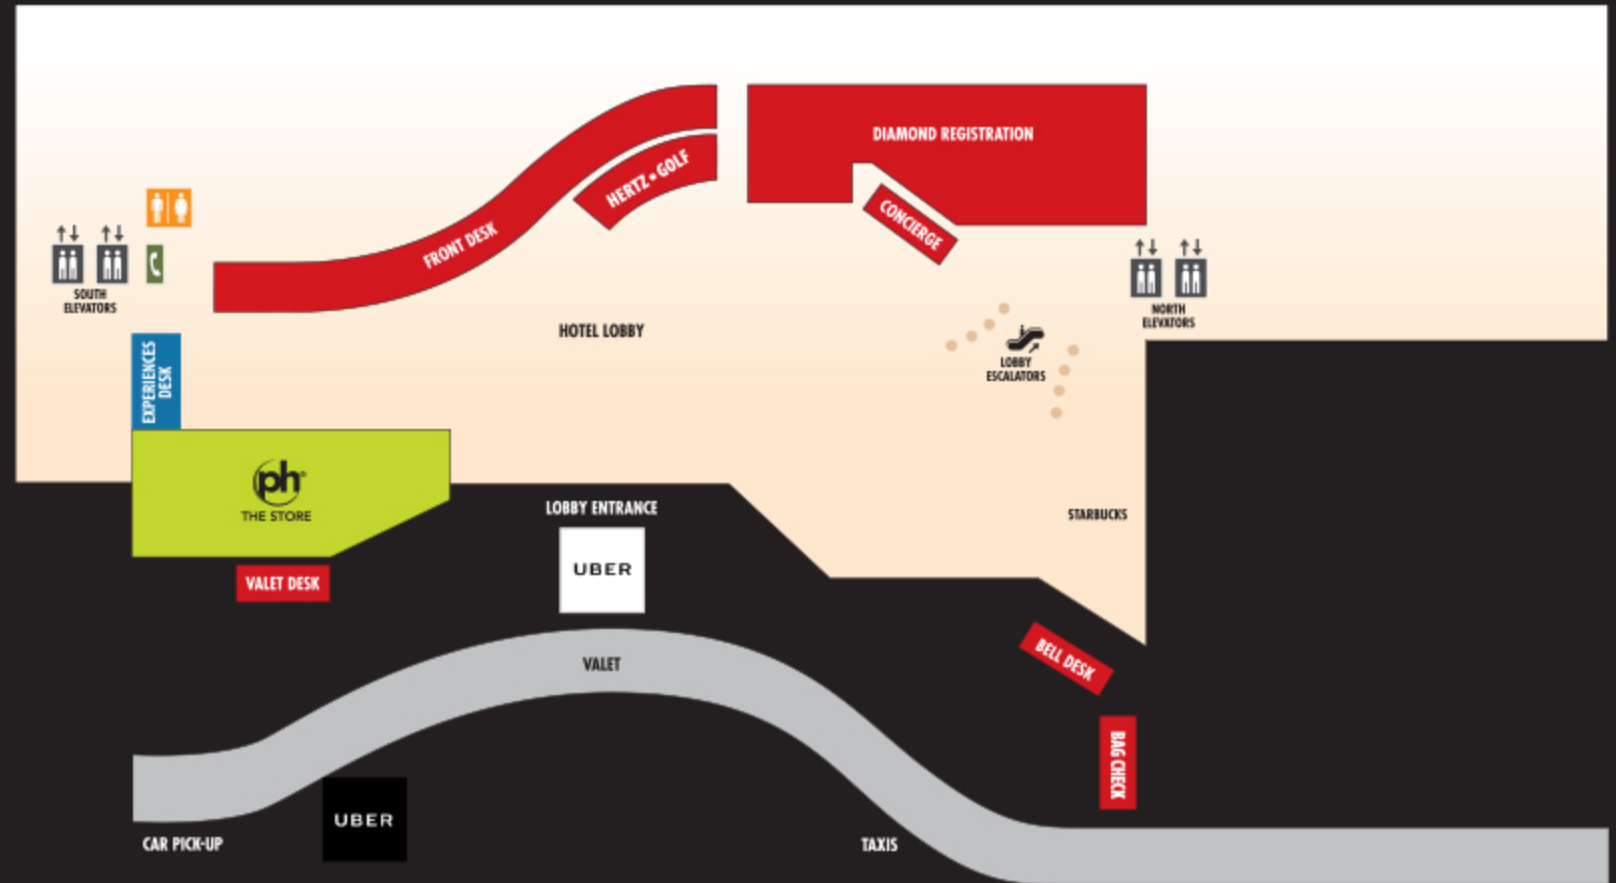 DIAMOND REGISTRATION
HERTZ • GOLF
CONCIERGE
FRONT DESK
SOUTH
ELEVATORS
NORTH
ELEVATORS
HOTEL LOBBY
LOBBY
ESCALATORS
EXPERIENCES
DESK
ph
THE STORE
LOBBY ENTRANCE
STARBUCKS
UBER
VALET DESK
VALET
BELL DESK
BAG CHECK
UBER
CAR PICK-UP
TAXIS